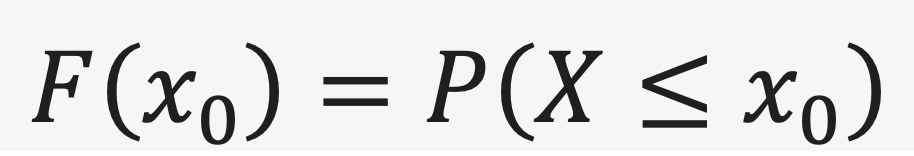 F(x₀) = P(X ≤ x₀)